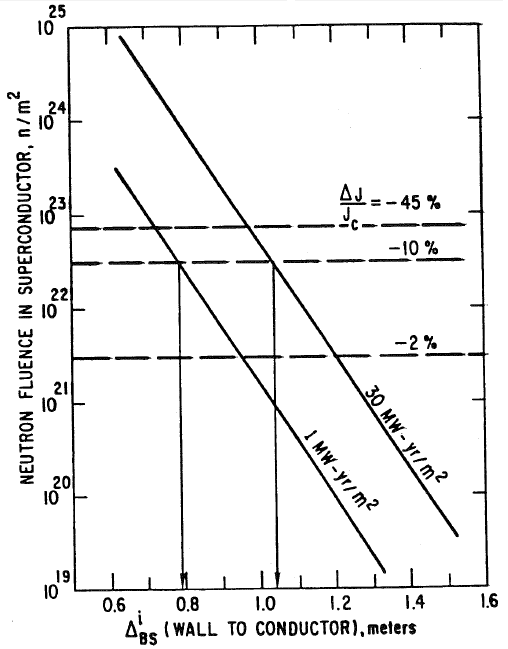 10^25
10^24
10^23
10^22
10^21
10^20
10^19
NEUTRON FLUENCE IN SUPERCONDUCTOR, n/m^2
ΔJ/J_c = -45 %
-10 %
-2 %
30 MW-yr/m^2
1 MW-yr/m^2
0.6 0.8 1.0 1.2 1.4 1.6
Δ^i_BS (WALL TO CONDUCTOR), meters